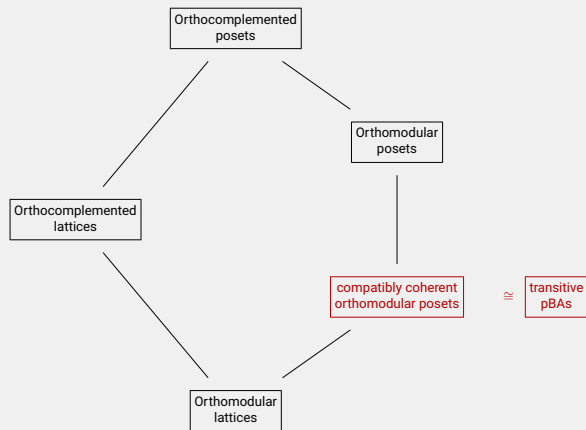 Orthocomplemented
posets
Orthomodular
posets
Orthocomplemented
lattices
compatibly coherent
orthomodular posets
≅
transitive
pBAs
Orthomodular
lattices